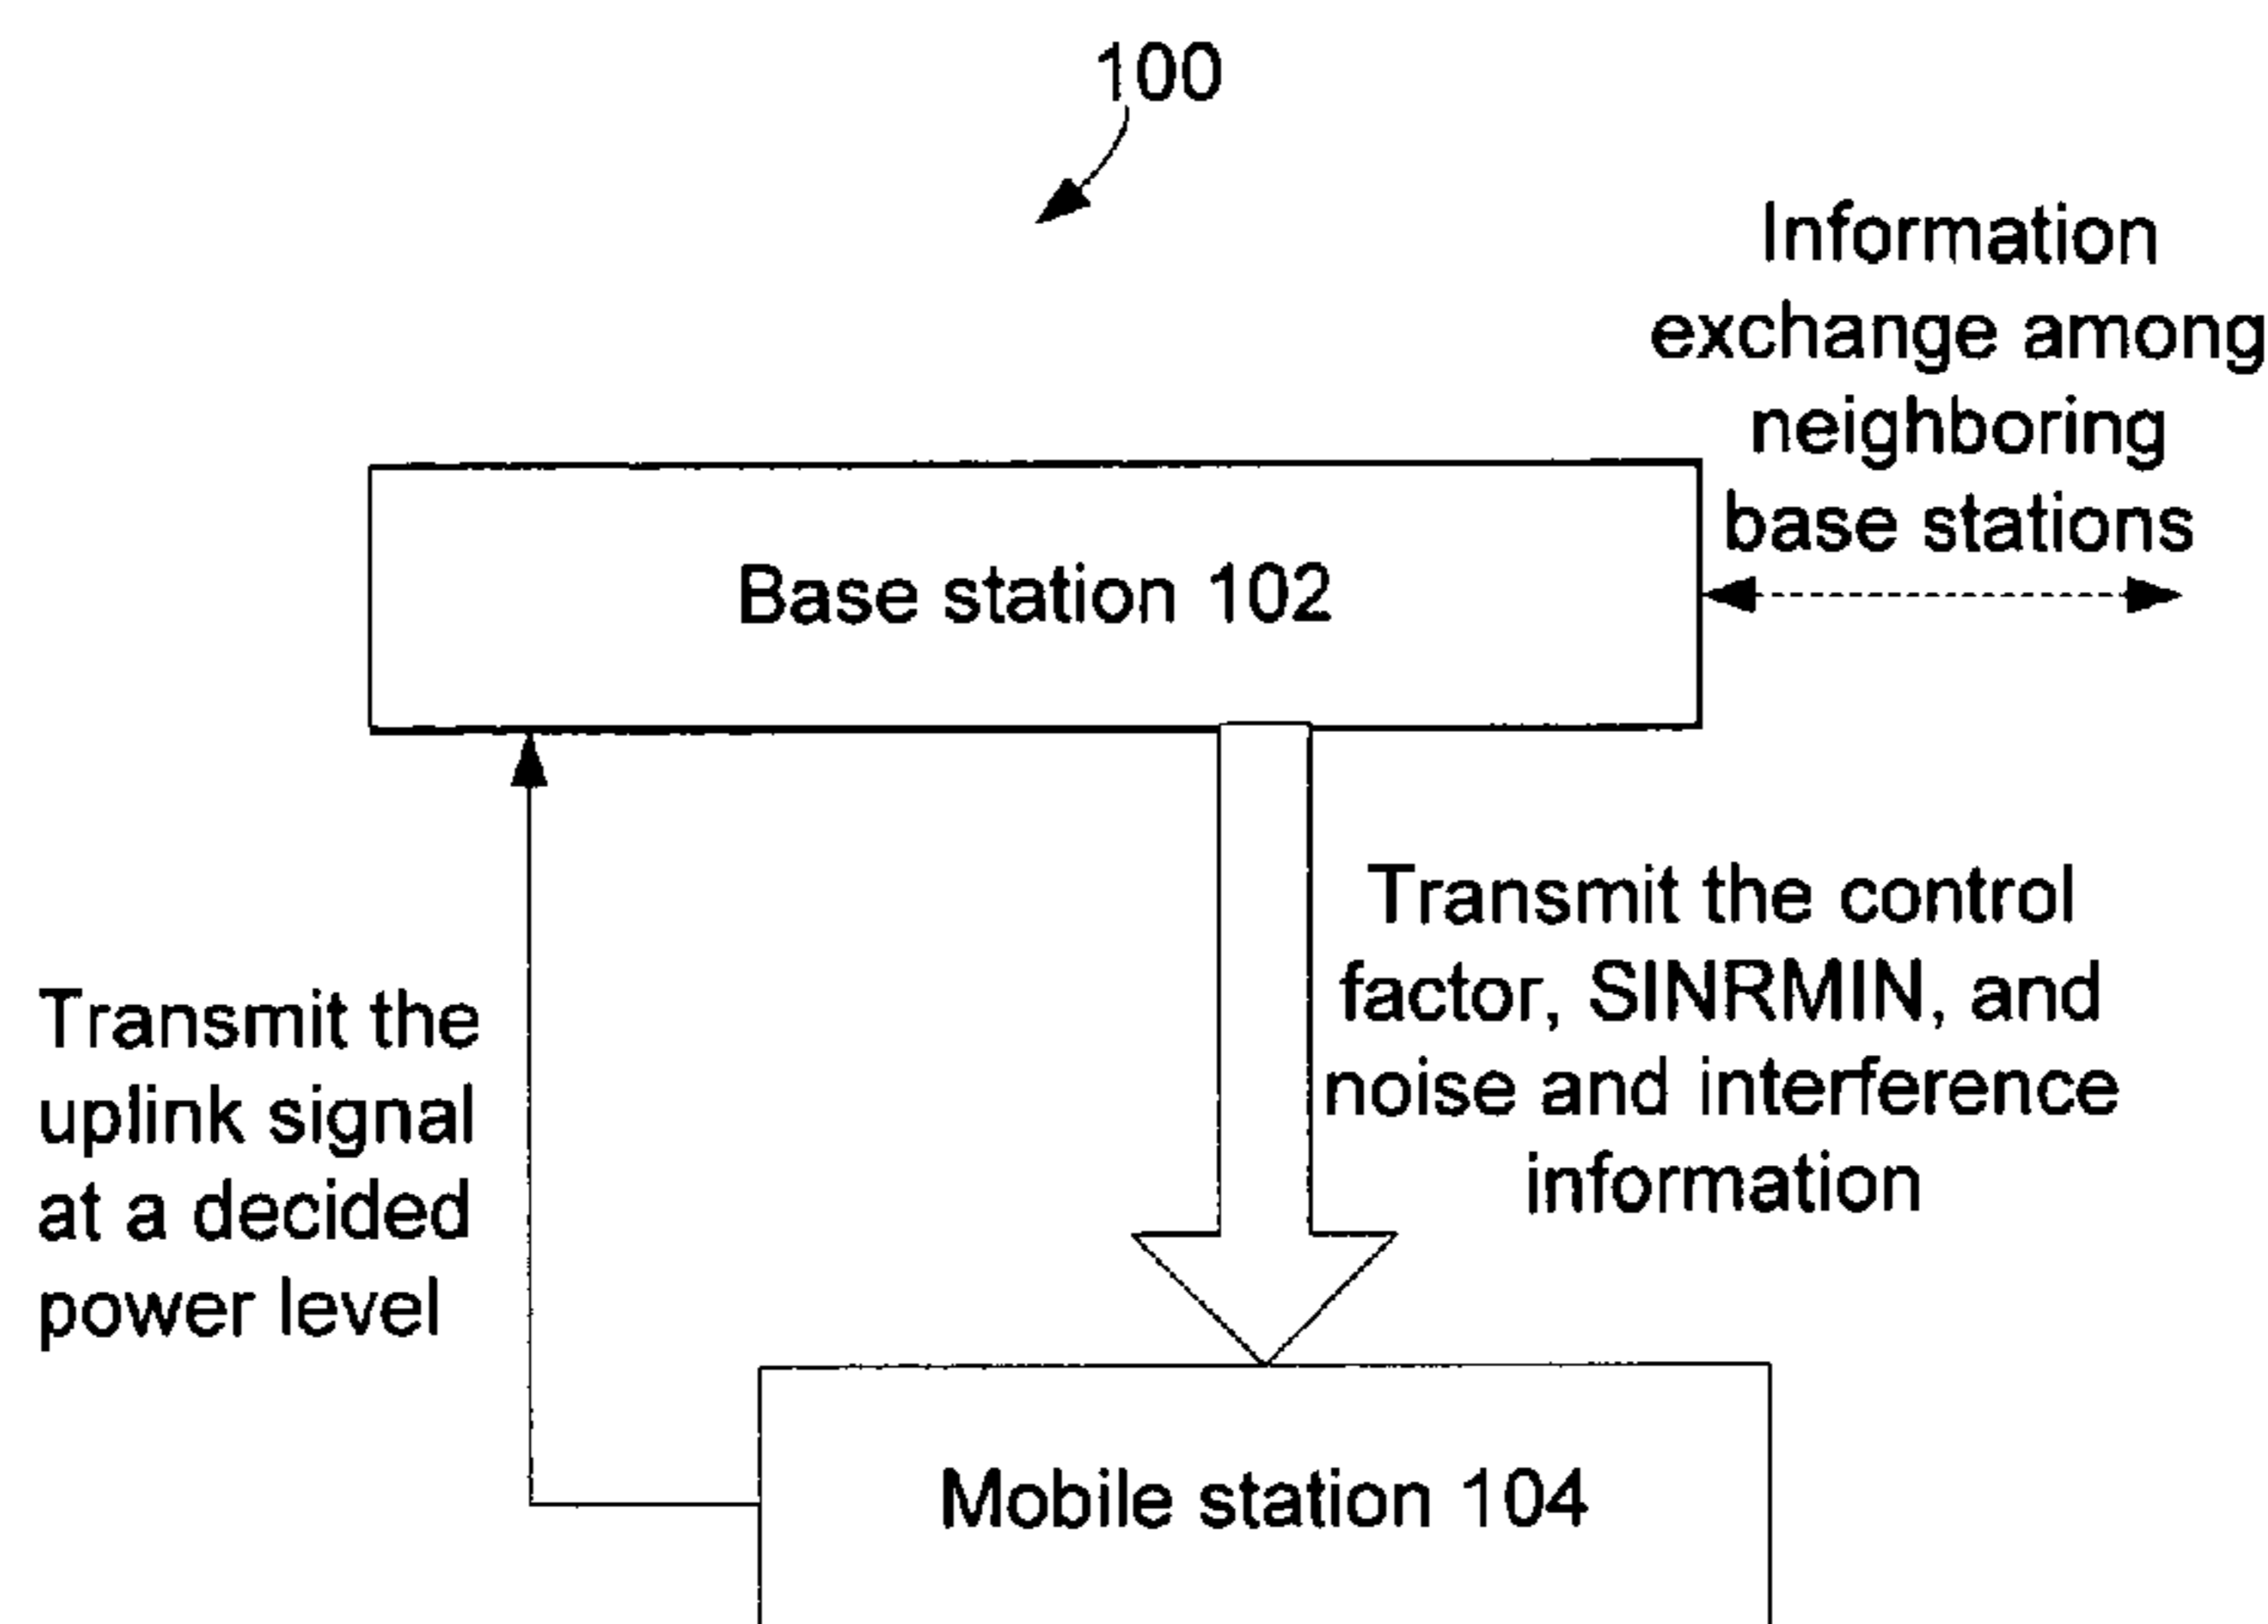 100
Information
exchange among
neighboring
base stations
Base station 102
Transmit the control
factor, SINRMIN, and
noise and interference
information
Transmit the
uplink signal
at a decided
power level
Mobile station 104